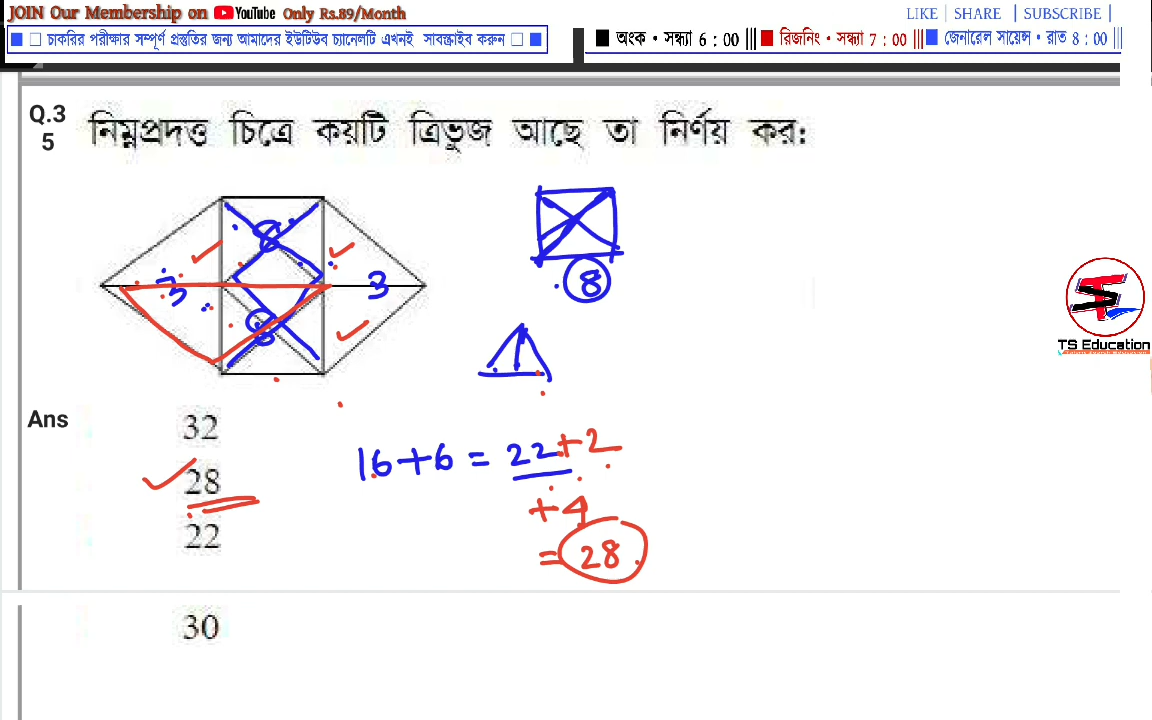 JOIN Our Membership on YouTube Only Rs.89/Month
LIKE | SHARE | SUBSCRIBE |
■ □ চাকরির পরীক্ষার সম্পূর্ণ প্রস্তুতির জন্য আমাদের ইউটিউব চ্যানেলটি এখনই সাবস্ক্রাইব করুন □ ■
■ অংক • সন্ধ্যা 6 : 00 ||| ■ রিজনিং • সন্ধ্যা 7 : 00 ||| ■ জেনারেল সায়েন্স • রাত 8 : 00 |||
Q.3
5
নিম্নপ্রদত্ত চিত্রে কয়টি ত্রিভুজ আছে তা নির্ণয় কর:
8
3
3
8
8
TS Education
Ans
32
28
22
30
16+6 = 22+2
+4
= 28